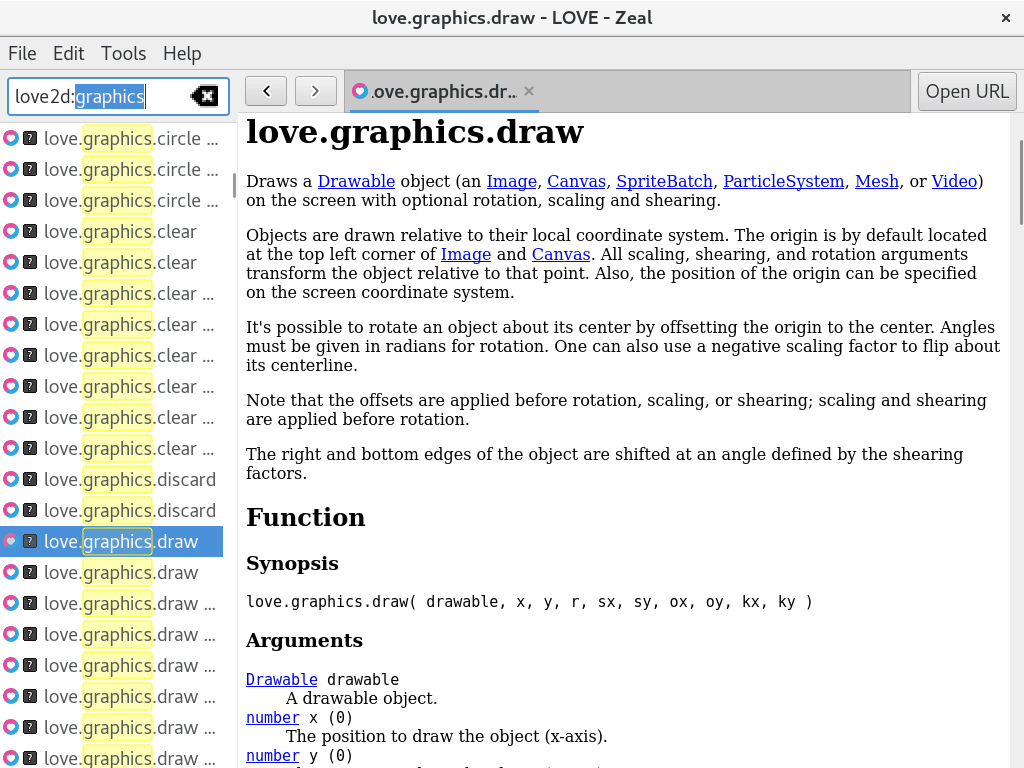 love.graphics.draw - LOVE - Zeal
×
File Edit Tools Help
love2d:graphics
.ove.graphics.dr.. ×
Open URL
love.graphics.circle ...
love.graphics.circle ...
love.graphics.circle ...
love.graphics.clear
love.graphics.clear
love.graphics.clear ...
love.graphics.clear ...
love.graphics.clear ...
love.graphics.clear ...
love.graphics.clear ...
love.graphics.clear ...
love.graphics.discard
love.graphics.discard
love.graphics.draw
love.graphics.draw
love.graphics.draw ...
love.graphics.draw ...
love.graphics.draw ...
love.graphics.draw ...
love.graphics.draw ...
love.graphics.draw ...
love.graphics.draw
Draws a Drawable object (an Image, Canvas, SpriteBatch, ParticleSystem, Mesh, or Video)
on the screen with optional rotation, scaling and shearing.
Objects are drawn relative to their local coordinate system. The origin is by default located
at the top left corner of Image and Canvas. All scaling, shearing, and rotation arguments
transform the object relative to that point. Also, the position of the origin can be specified
on the screen coordinate system.
It's possible to rotate an object about its center by offsetting the origin to the center. Angles
must be given in radians for rotation. One can also use a negative scaling factor to flip about
its centerline.
Note that the offsets are applied before rotation, scaling, or shearing; scaling and shearing
are applied before rotation.
The right and bottom edges of the object are shifted at an angle defined by the shearing
factors.
Function
Synopsis
love.graphics.draw( drawable, x, y, r, sx, sy, ox, oy, kx, ky )
Arguments
Drawable drawable
A drawable object.
number x (0)
The position to draw the object (x-axis).
number y (0)